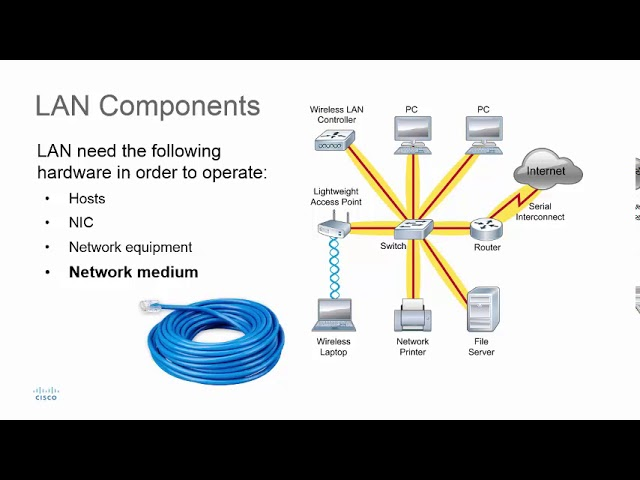 LAN Components
LAN need the following
hardware in order to operate:
• Hosts
• NIC
• Network equipment
• Network medium
CISCO
Wireless LAN
Controller
PC
PC
Internet
Lightweight
Access Point
Serial
Interconnect
Switch
Router
Wireless
Laptop
Network
Printer
File
Server